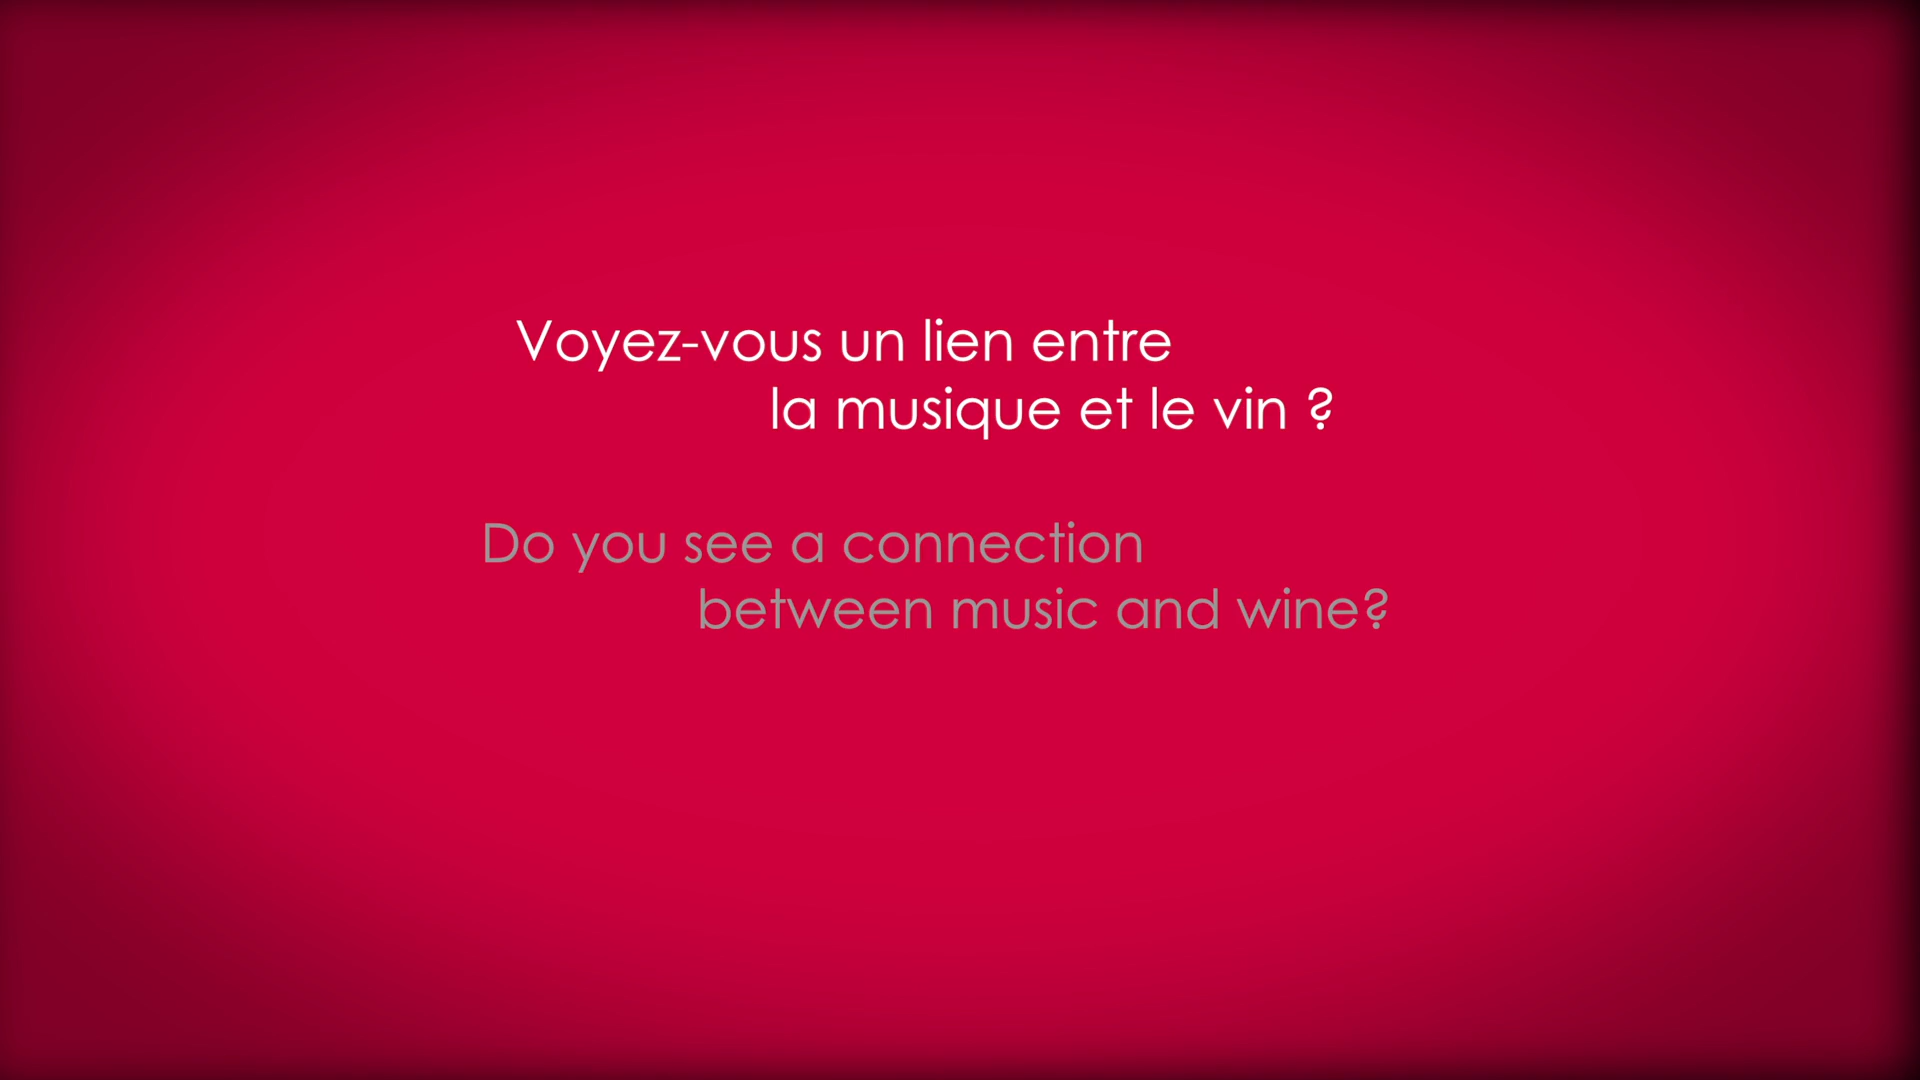 Voyez-vous un lien entre
la musique et le vin ?
Do you see a connection
between music and wine?